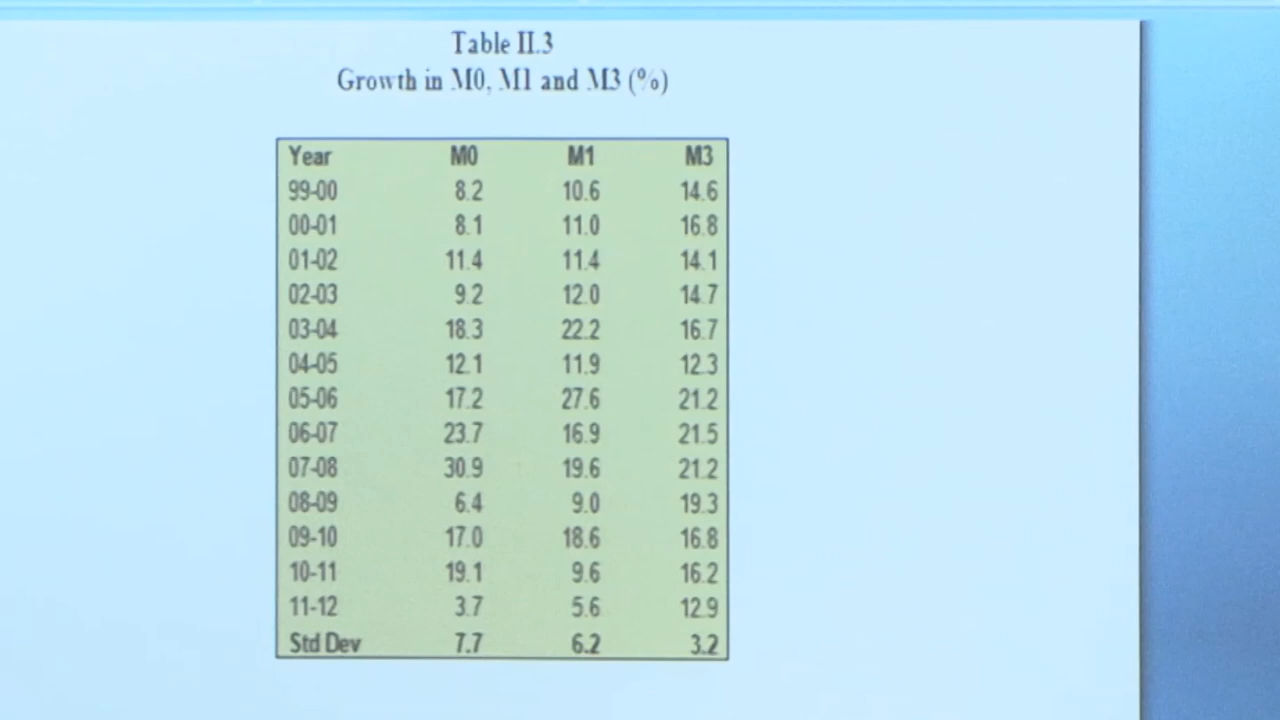 Table II.3
Growth in M0, M1 and M3 (%)
Year M0 M1 M3
99-00 8.2 10.6 14.6
00-01 8.1 11.0 16.8
01-02 11.4 11.4 14.1
02-03 9.2 12.0 14.7
03-04 18.3 22.2 16.7
04-05 12.1 11.9 12.3
05-06 17.2 27.6 21.2
06-07 23.7 16.9 21.5
07-08 30.9 19.6 21.2
08-09 6.4 9.0 19.3
09-10 17.0 18.6 16.8
10-11 19.1 9.6 16.2
11-12 3.7 5.6 12.9
Std Dev 7.7 6.2 3.2